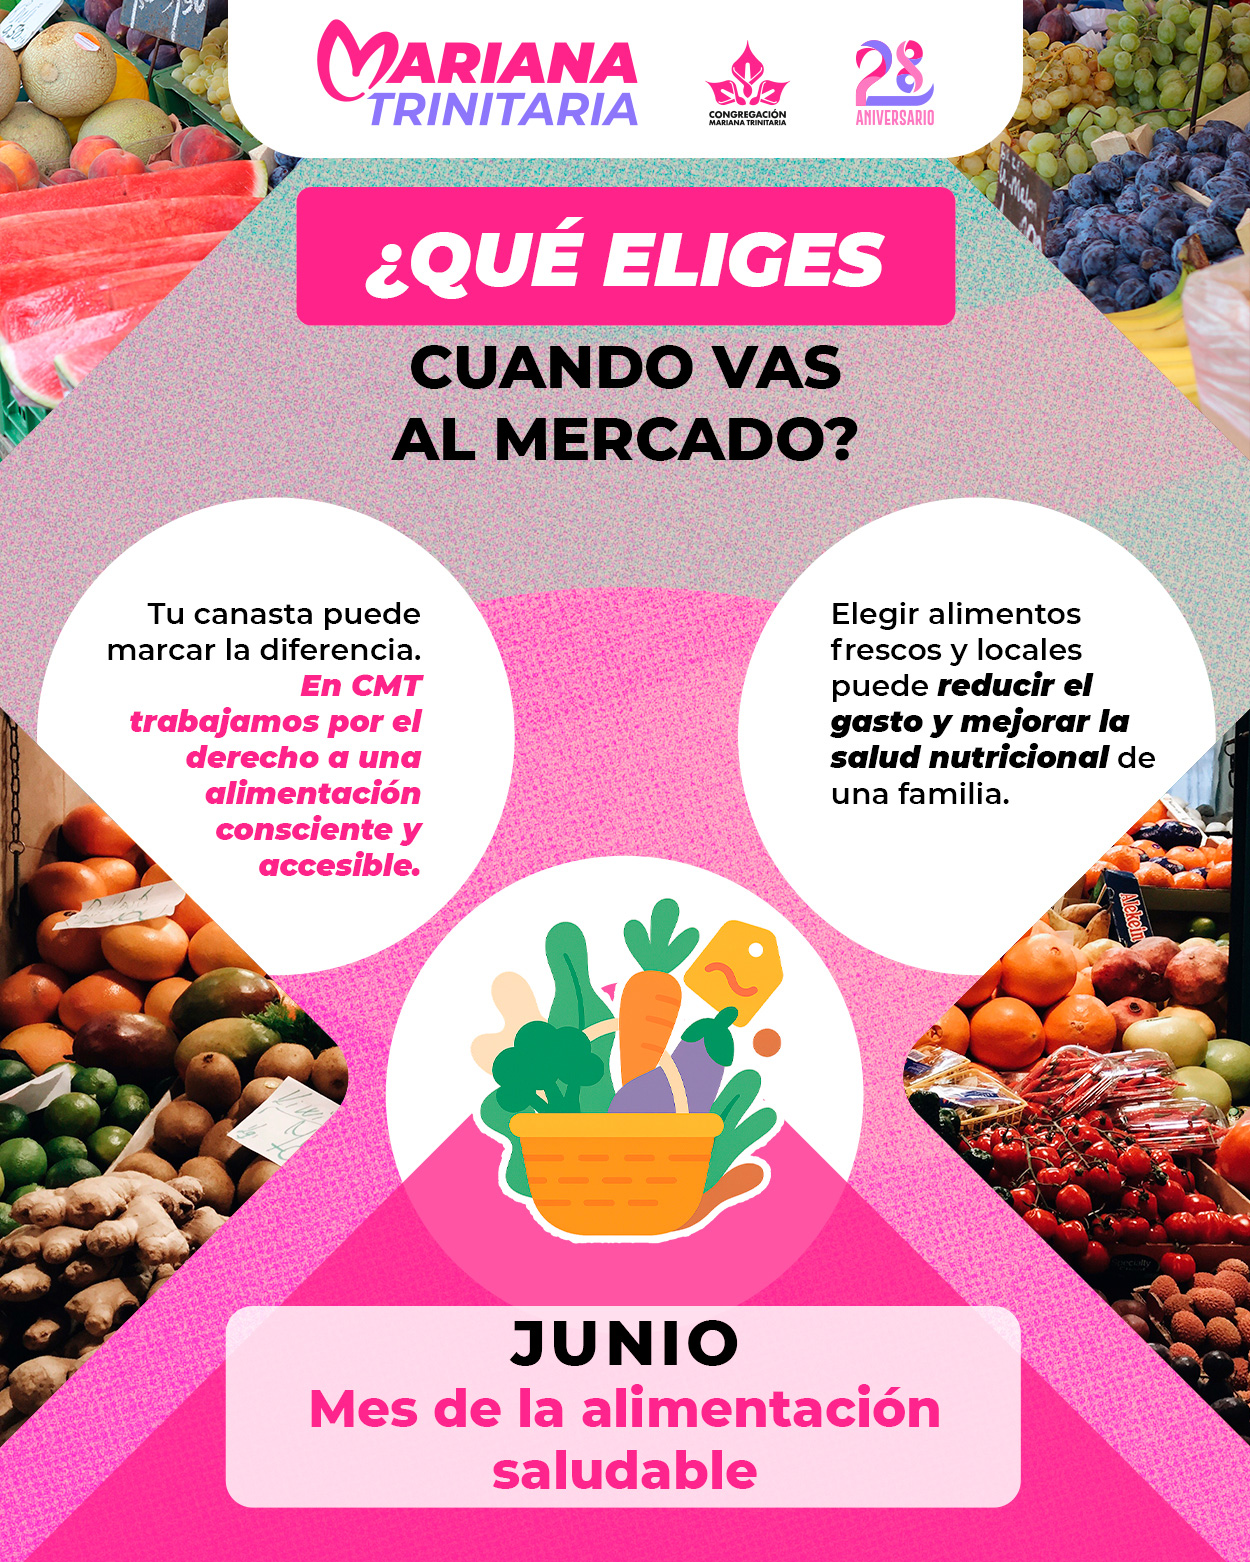 MARIANA
TRINITARIA
CONGREGACIÓN
MARIANA TRINITARIA
28
ANIVERSARIO
¿QUÉ ELIGES
CUANDO VAS
AL MERCADO?
Tu canasta puede
marcar la diferencia.
En CMT
trabajamos por el
derecho a una
alimentación
consciente y
accesible.
Elegir alimentos
frescos y locales
puede reducir el
gasto y mejorar la
salud nutricional de
una familia.
JUNIO
Mes de la alimentación
saludable